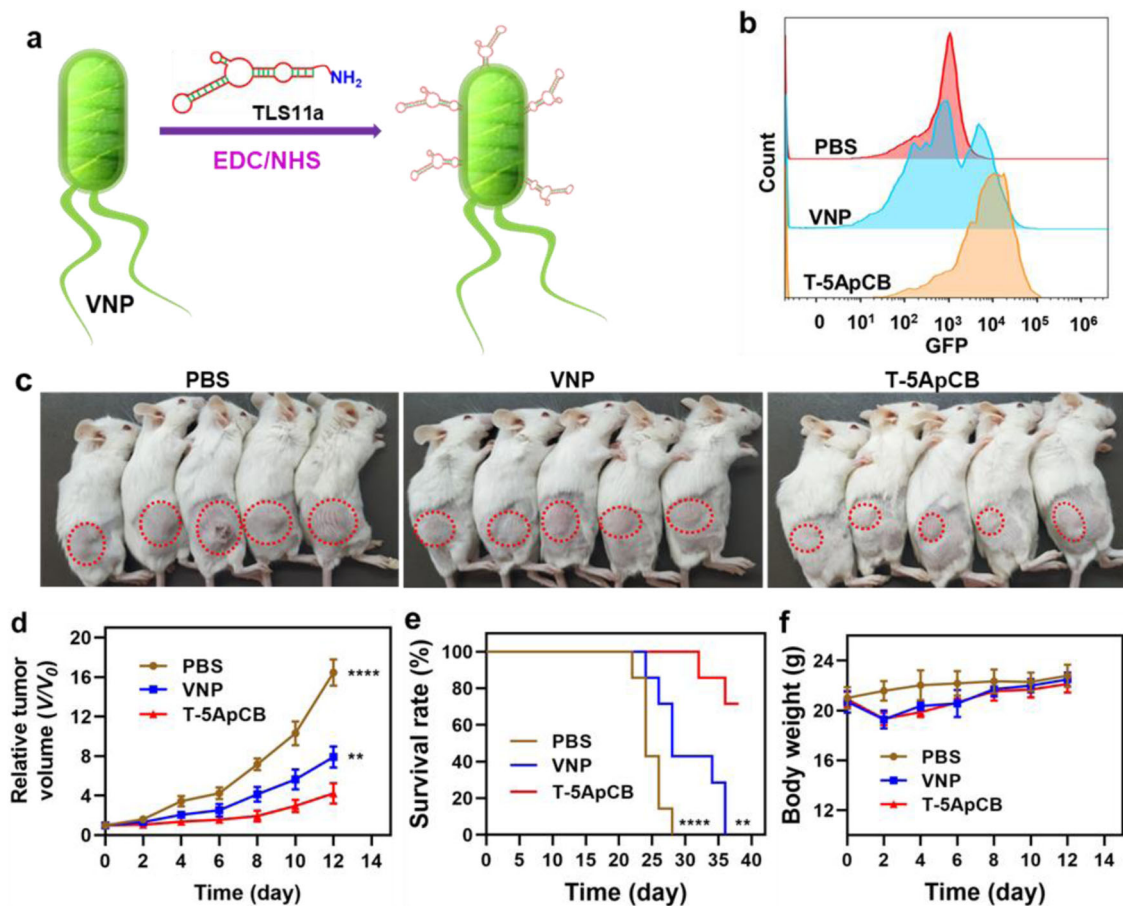 a
NH₂
TLS11a
EDC/NHS
VNP
b
Count
PBS
VNP
T-5ApCB
0 10¹ 10² 10³ 10⁴ 10⁵ 10⁶
GFP
c
PBS VNP T-5ApCB
d
Relative tumor
volume (V/V₀)
20
16
12
8
4
0
PBS
VNP
T-5ApCB
****
**
0 2 4 6 8 10 12 14
Time (day)
e
Survival rate (%)
100
80
60
40
20
0
PBS
VNP
T-5ApCB
**** **
0 5 10 15 20 25 30 35 40
Time (day)
f
Body weight (g)
24
20
16
12
PBS
VNP
T-5ApCB
0 2 4 6 8 10 12 14
Time (day)